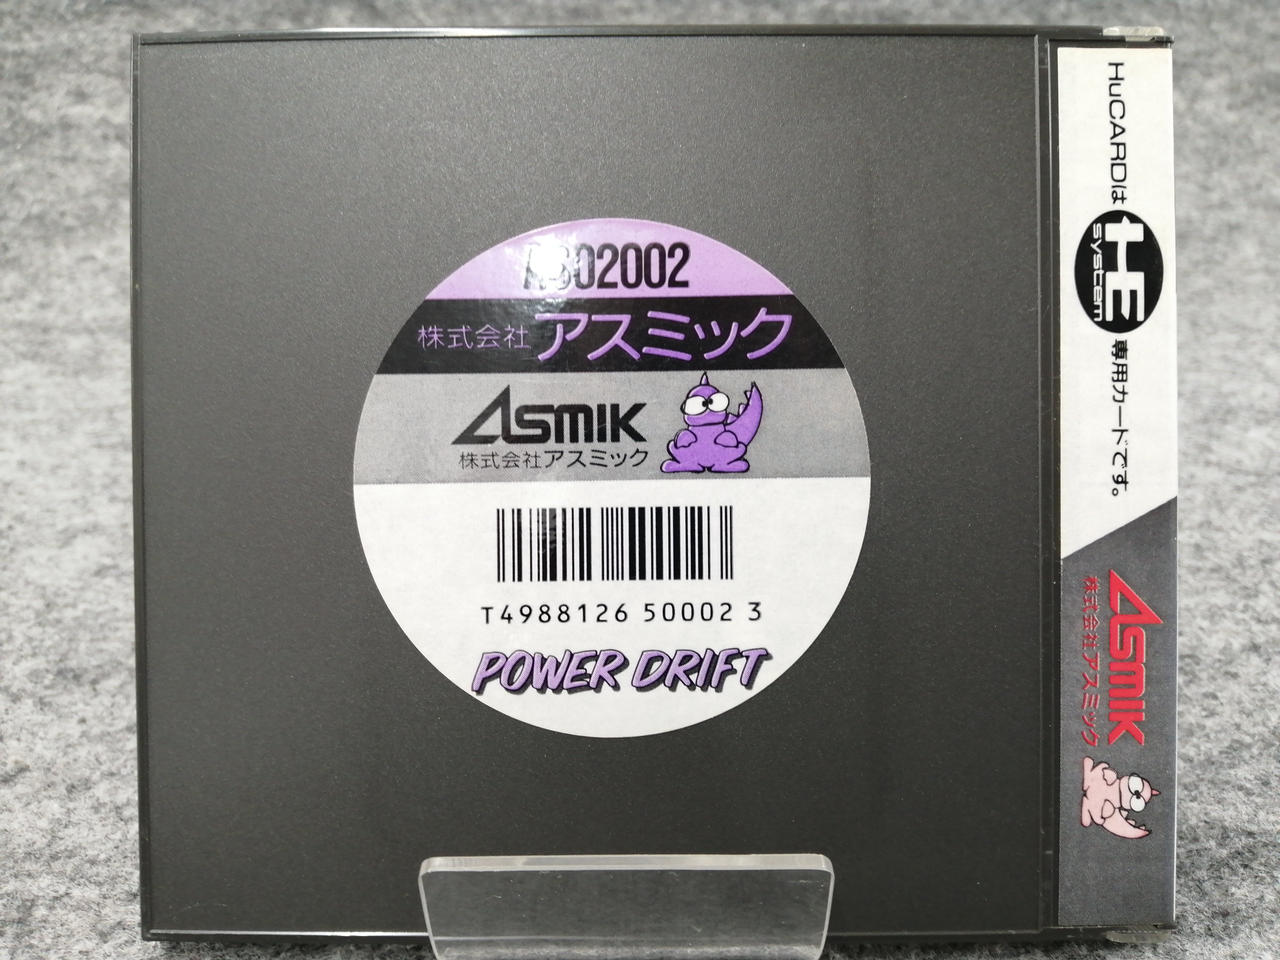 AS02002
株式会社アスミック
ASMIK
株式会社アスミック
T4988126 50002 3
POWER DRIFT
HuCARDは HE system 専用カードです。
ASMIK
株式会社アスミック